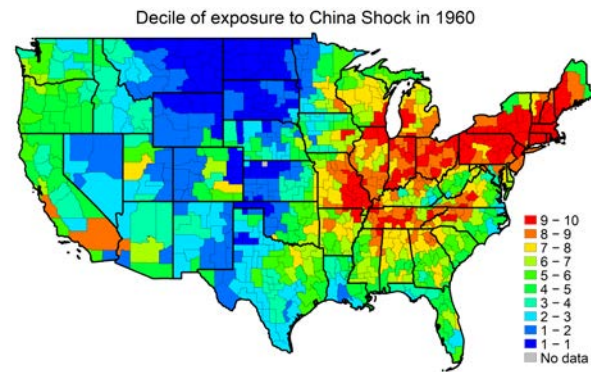 Decile of exposure to China Shock in 1960
9 – 10
8 – 9
7 – 8
6 – 7
5 – 6
4 – 5
3 – 4
2 – 3
1 – 2
1 – 1
No data